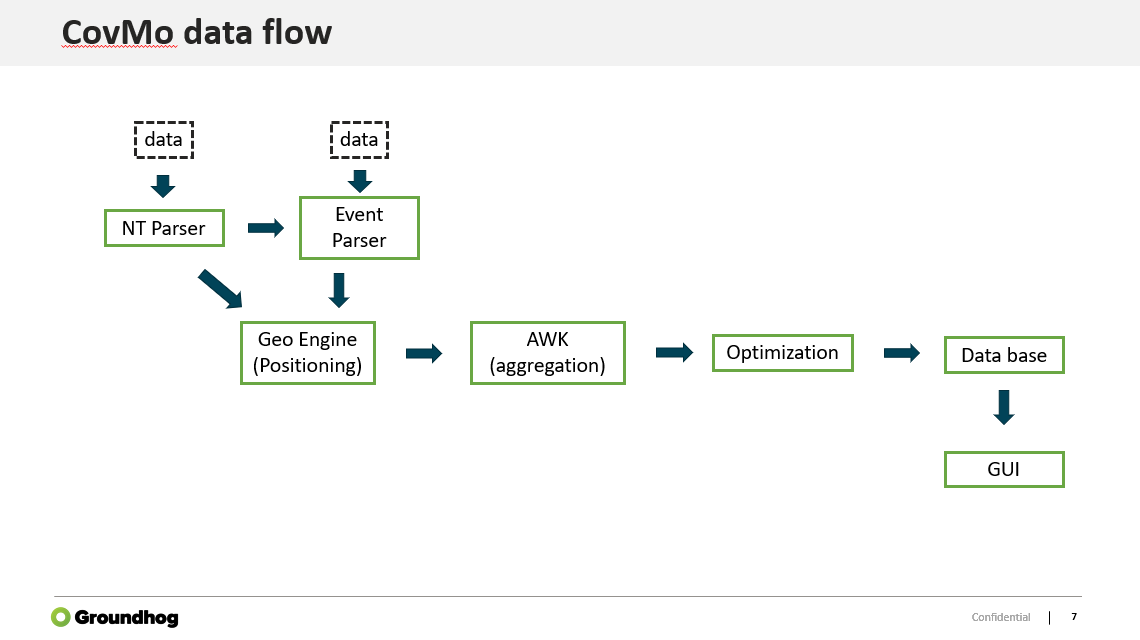 CovMo data flow
data
data
NT Parser
Event
Parser
Geo Engine
(Positioning)
AWK
(aggregation)
Optimization
Data base
GUI
Groundhog
Confidential
7